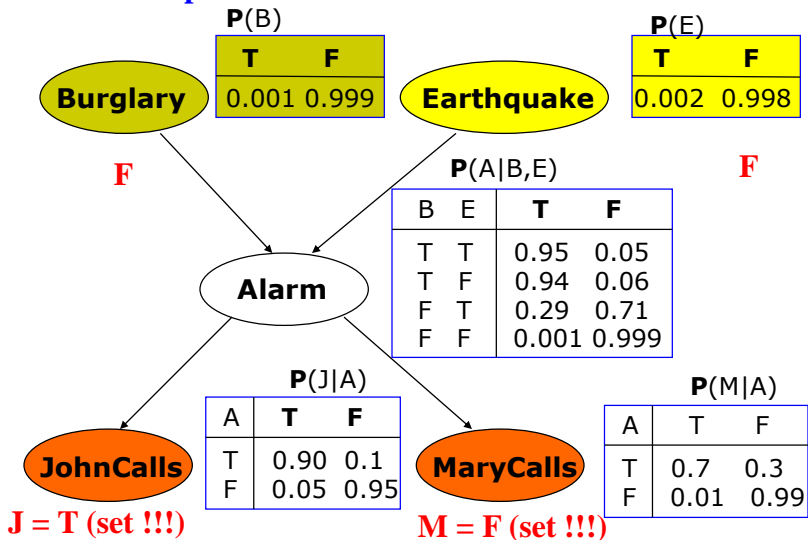 P(B)
T F
0.001 0.999
Burglary
F
P(E)
T F
0.002 0.998
Earthquake
F
P(A|B,E)
B E T F
T T 0.95 0.05
T F 0.94 0.06
F T 0.29 0.71
F F 0.001 0.999
Alarm
P(J|A)
A T F
T 0.90 0.1
F 0.05 0.95
JohnCalls
J = T (set !!!)
P(M|A)
A T F
T 0.7 0.3
F 0.01 0.99
MaryCalls
M = F (set !!!)